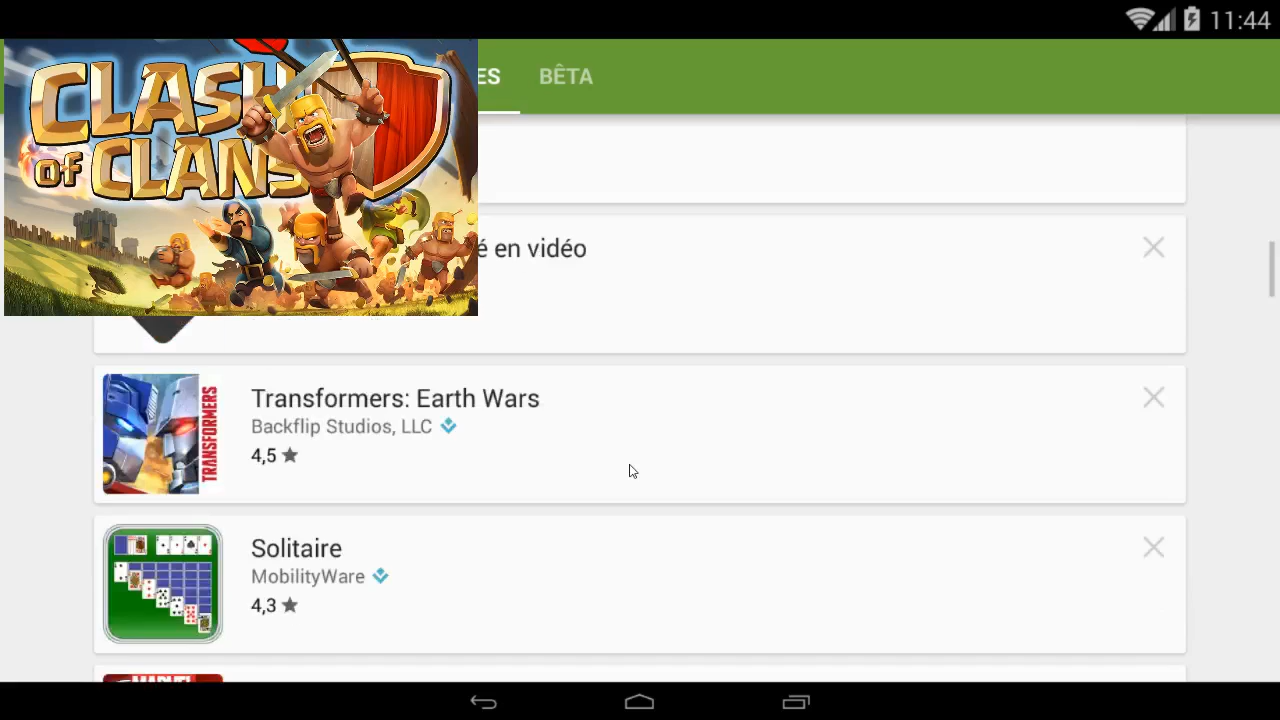 11:44
CLASH
OF CLANS
ES
BÊTA
é en vidéo
Transformers: Earth Wars
Backflip Studios, LLC
4,5
TRANSFORMERS
Solitaire
MobilityWare
4,3
MARVEL